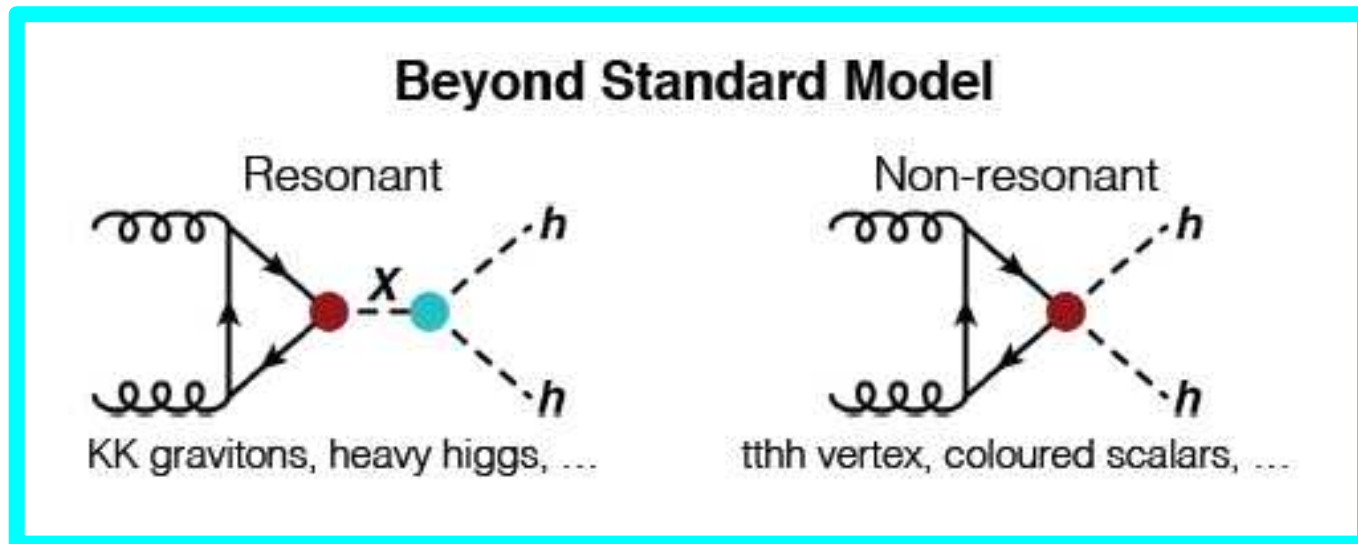 Beyond Standard Model
Resonant
Non-resonant
h
X
h
KK gravitons, heavy higgs, ...
h
h
tthh vertex, coloured scalars, ...